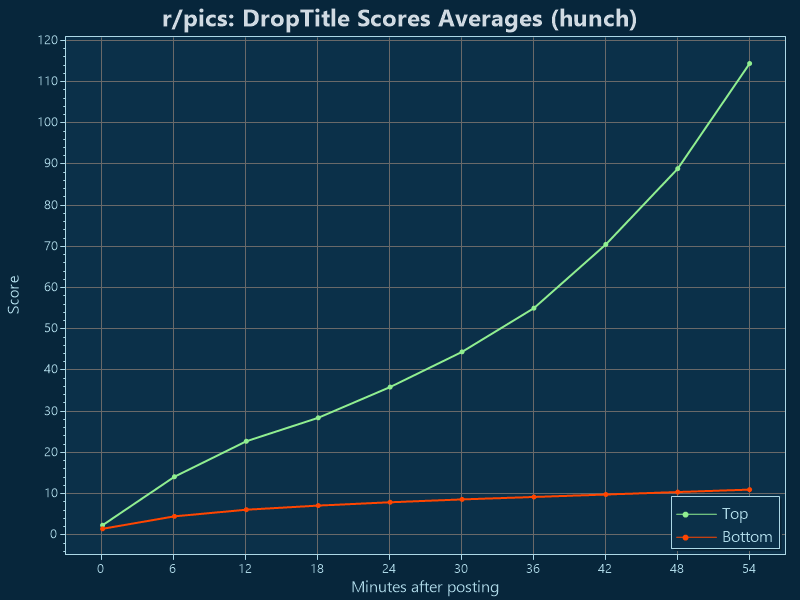 r/pics: DropTitle Scores Averages (hunch)
120
110
100
90
80
70
60
50
40
30
20
10
0
Score
Top
Bottom
0 6 12 18 24 30 36 42 48 54
Minutes after posting